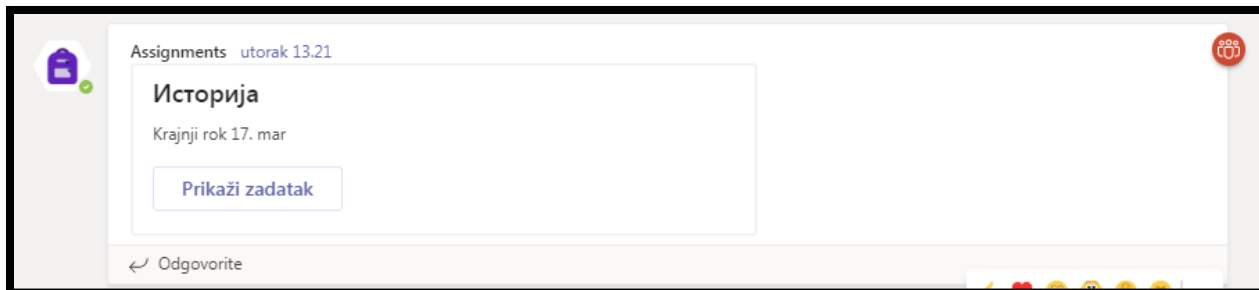 Assignments utorak 13.21
Историја
Krajnji rok 17. mar
Prikaži zadatak
Odgovorite